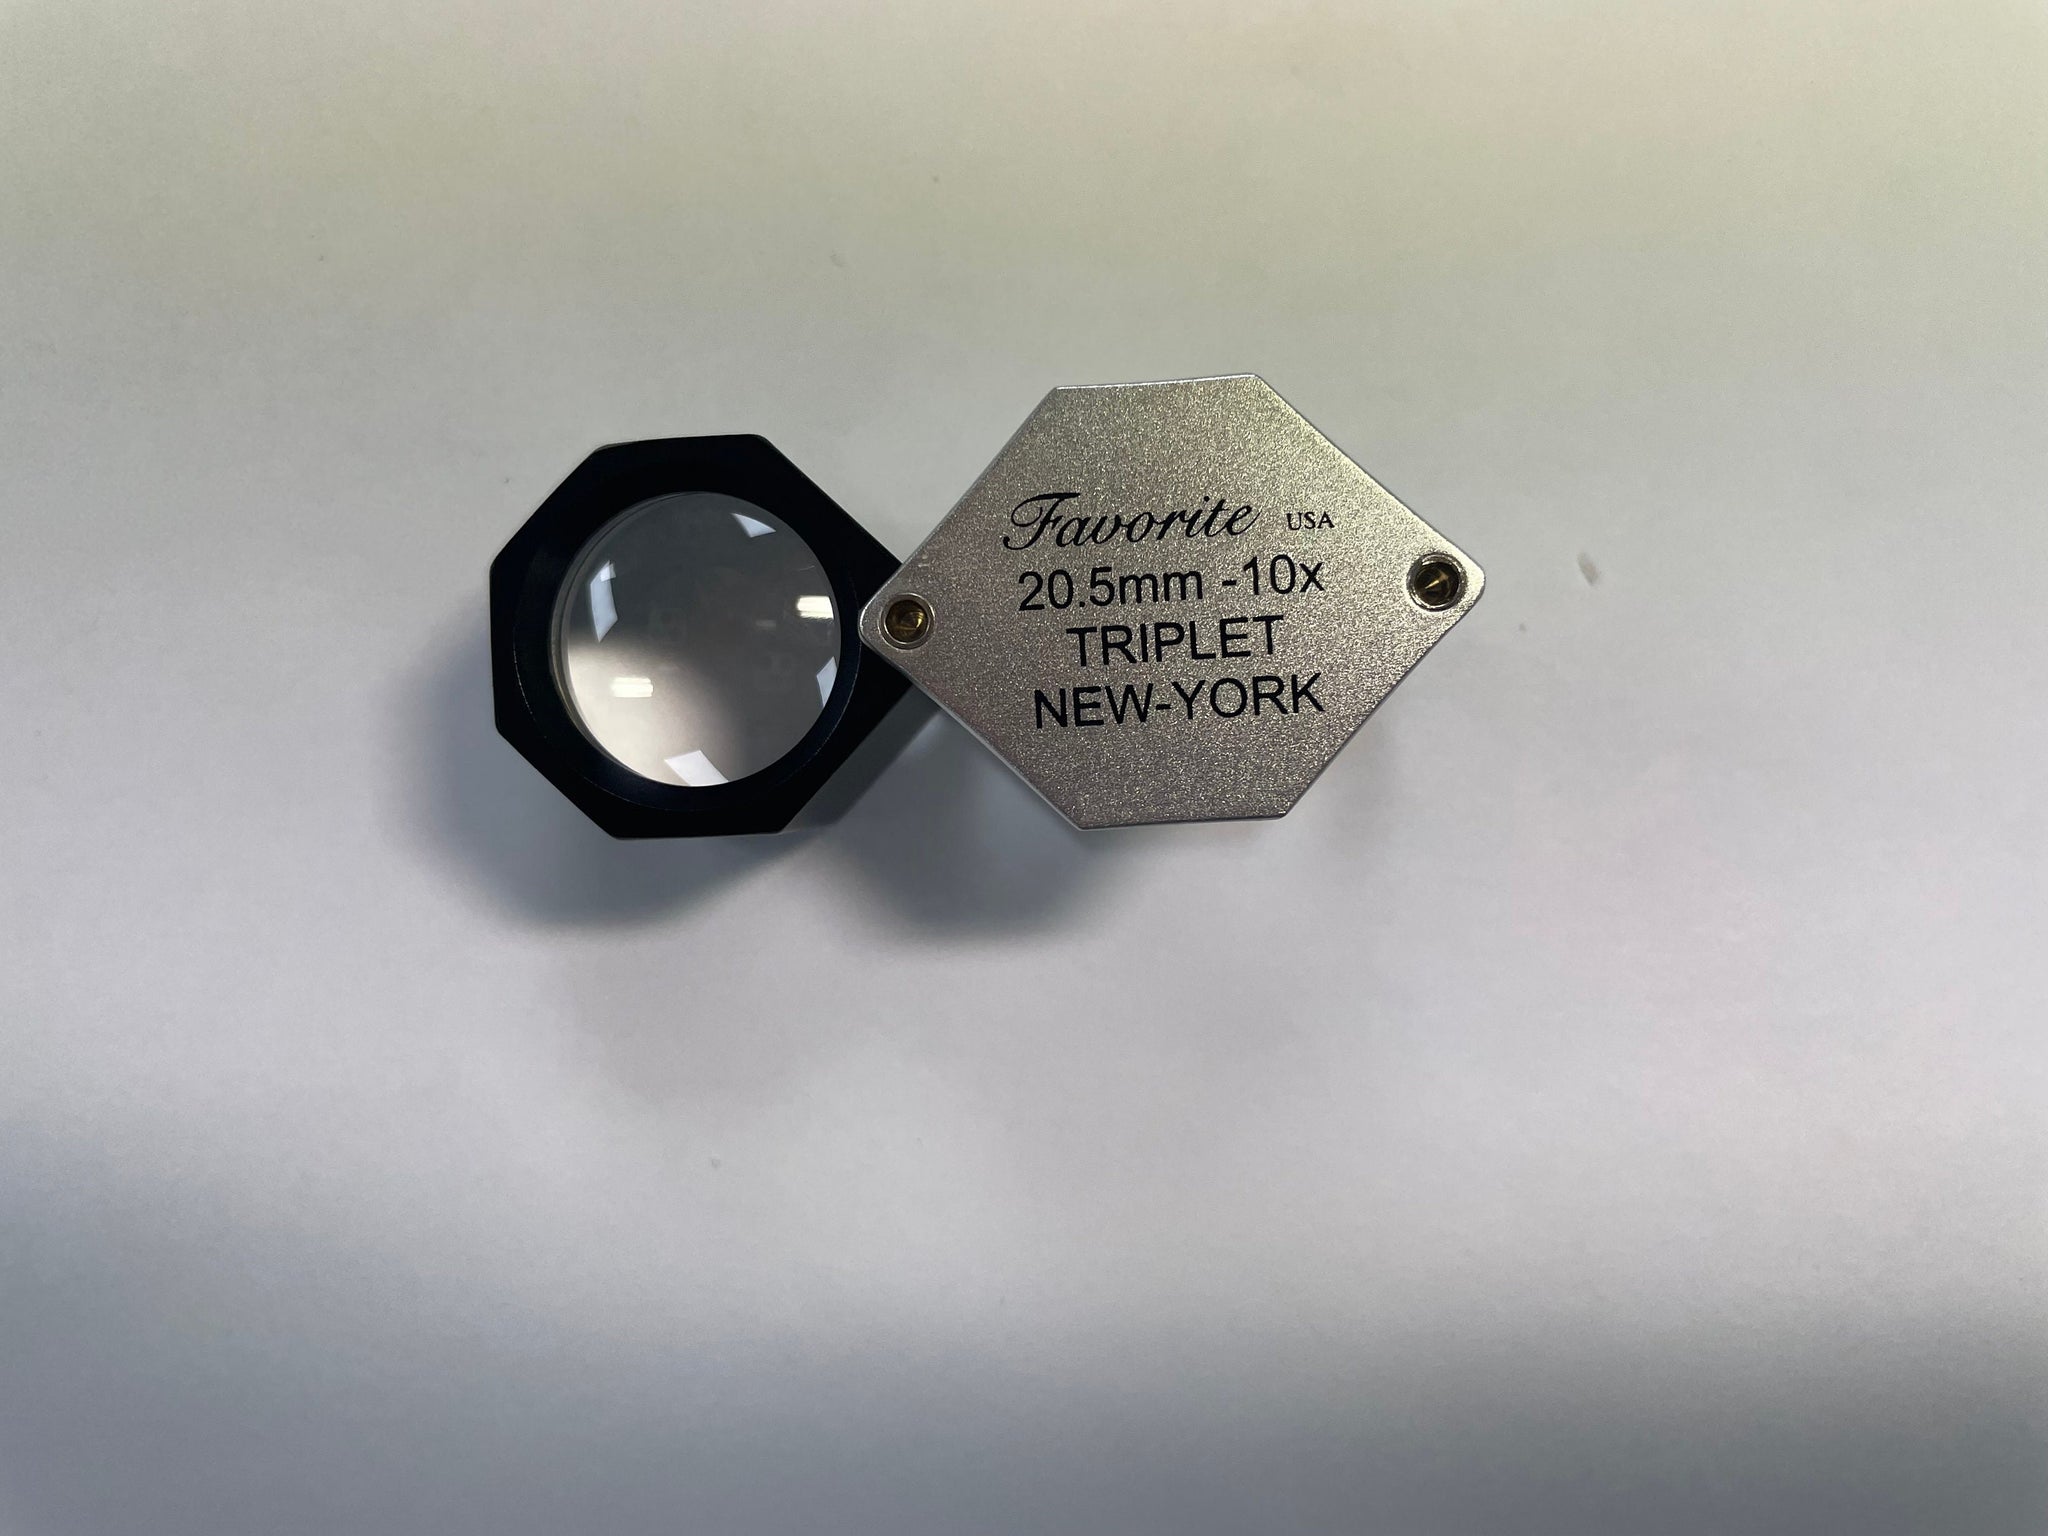 Favorite USA
20.5mm -10x
TRIPLET
NEW-YORK